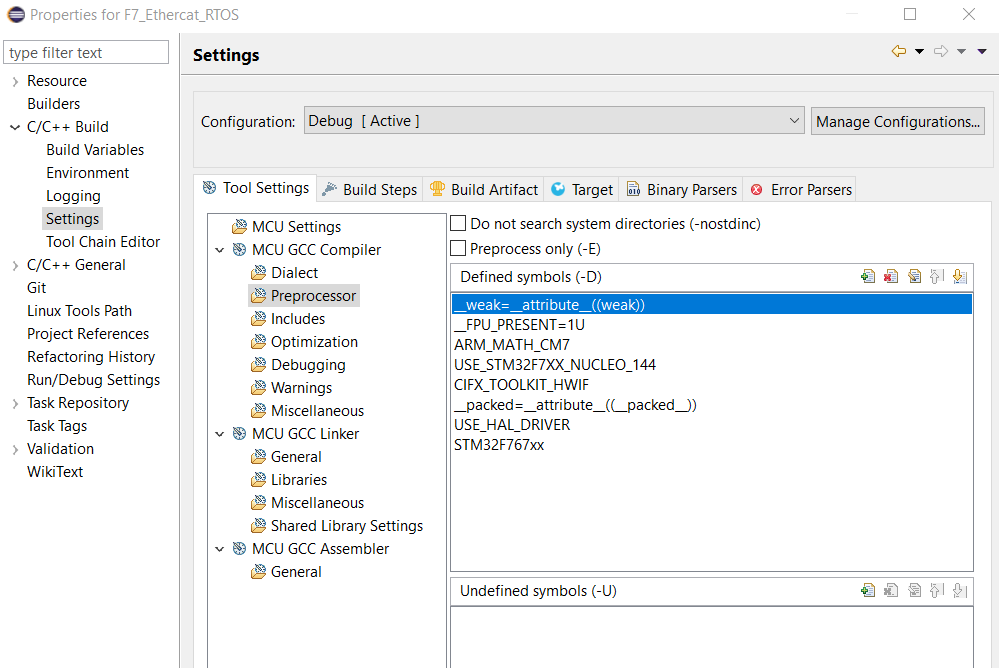 Properties for F7_Ethercat_RTOS
type filter text
Resource
Builders
C/C++ Build
Build Variables
Environment
Logging
Settings
Tool Chain Editor
C/C++ General
Git
Linux Tools Path
Project References
Refactoring History
Run/Debug Settings
Task Repository
Task Tags
Validation
WikiText
Settings
Configuration: Debug [ Active ] Manage Configurations...
Tool Settings Build Steps Build Artifact Target Binary Parsers Error Parsers
MCU Settings
MCU GCC Compiler
Dialect
Preprocessor
Includes
Optimization
Debugging
Warnings
Miscellaneous
MCU GCC Linker
General
Libraries
Miscellaneous
Shared Library Settings
MCU GCC Assembler
General
Do not search system directories (-nostdinc)
Preprocess only (-E)
Defined symbols (-D)
__weak=__attribute__((weak))
__FPU_PRESENT=1U
ARM_MATH_CM7
USE_STM32F7XX_NUCLEO_144
CIFX_TOOLKIT_HWIF
__packed=__attribute__((__packed__))
USE_HAL_DRIVER
STM32F767xx
Undefined symbols (-U)